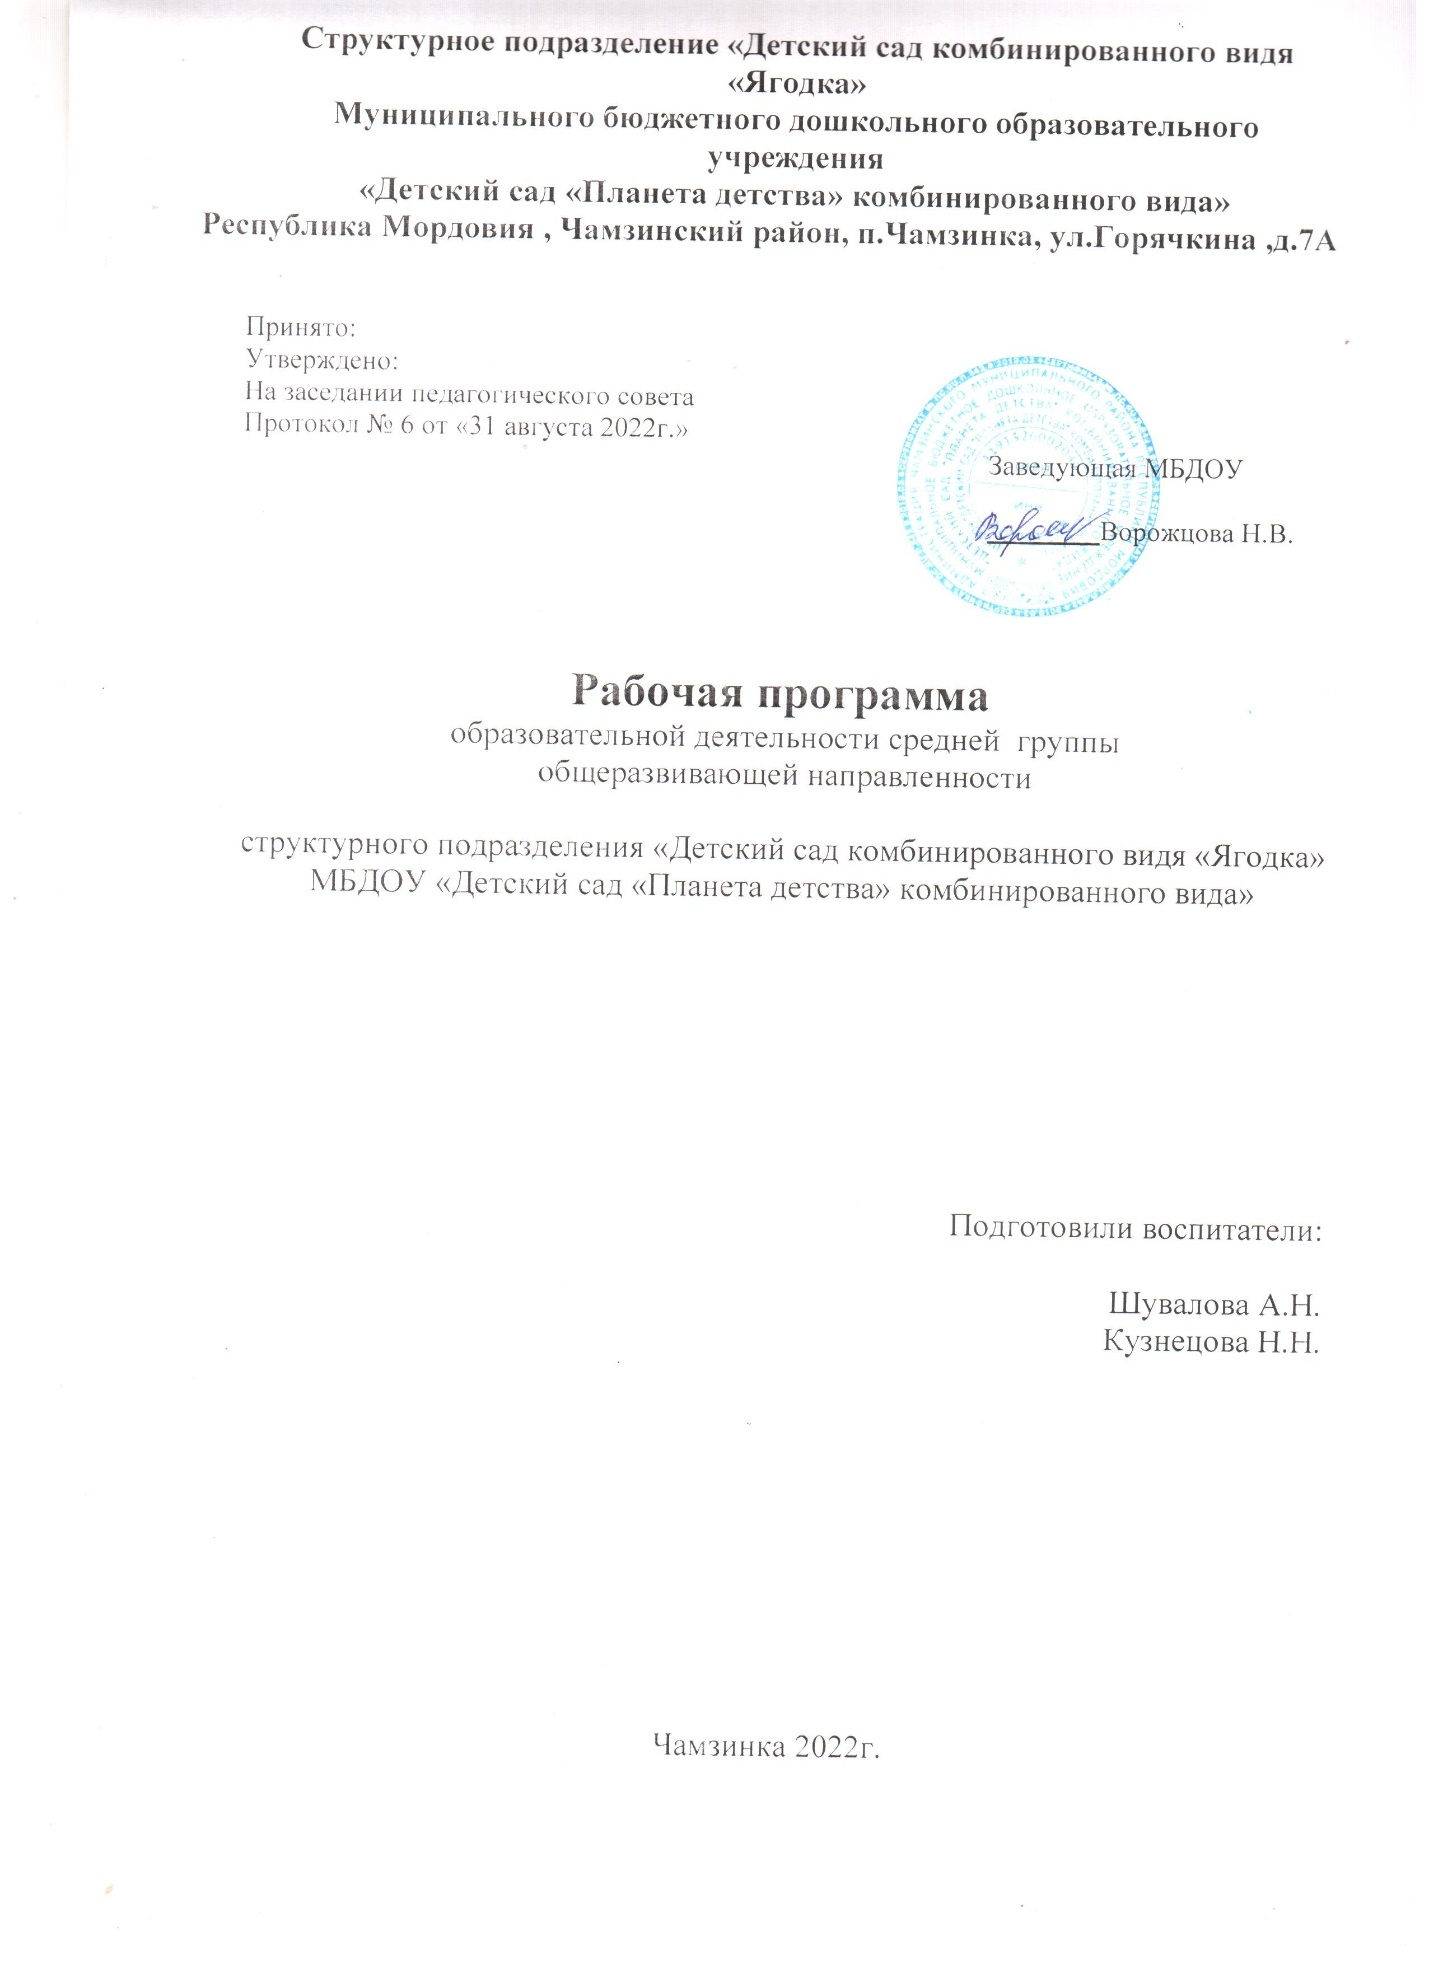 Структурное подразделение «Детский сад комбинированного видя
«Ягодка»
Муниципального бюджетного дошкольного образовательного
учреждения
«Детский сад «Планета детства» комбинированного вида»
Республика Мордовия , Чамзинский район, п.Чамзинка, ул.Горячкина ,д.7А
Принято:
Утверждено:
На заседании педагогического совета
Протокол № 6 от «31 августа 2022г.»
Заведующая МБДОУ
Ворожцова Н.В.
Рабочая программа
образовательной деятельности средней группы
общеразвивающей направленности
структурного подразделения «Детский сад комбинированного видя «Ягодка»
МБДОУ «Детский сад «Планета детства» комбинированного вида»
Подготовили воспитатели:
Шувалова А.Н.
Кузнецова Н.Н.
Чамзинка 2022г.